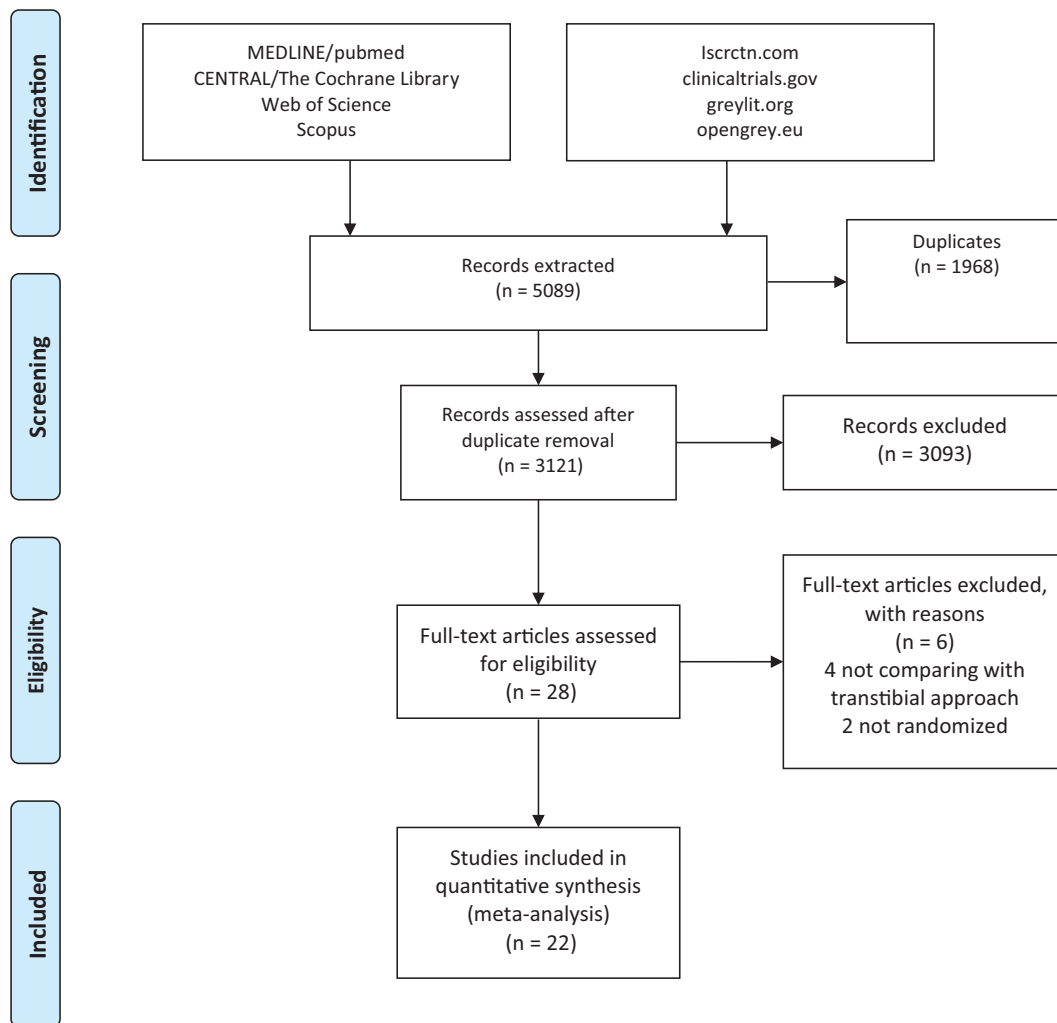 Identification
MEDLINE/pubmed
CENTRAL/The Cochrane Library
Web of Science
Scopus
Iscrctn.com
clinicaltrials.gov
greylit.org
opengrey.eu
Records extracted
(n = 5089)
Duplicates
(n = 1968)
Screening
Records assessed after
duplicate removal
(n = 3121)
Records excluded
(n = 3093)
Eligibility
Full-text articles assessed
for eligibility
(n = 28)
Full-text articles excluded,
with reasons
(n = 6)
4 not comparing with
transtibial approach
2 not randomized
Included
Studies included in
quantitative synthesis
(meta-analysis)
(n = 22)